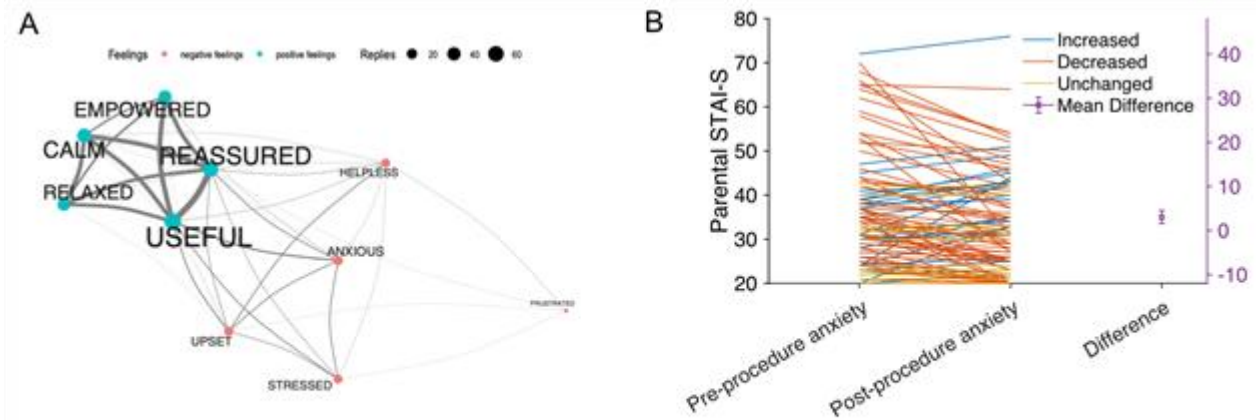 A
Feelings negative feelings positive feelings Replies 20 40 60
EMPOWERED
CALM
REASSURED
HELPLESS
RELAXED
USEFUL
ANXIOUS
FRUSTRATED
UPSET
STRESSED
B
80
70
60
50
40
30
20
Parental STAI-S
Increased
Decreased
Unchanged
Mean Difference
40
30
20
10
0
-10
Pre-procedure anxiety
Post-procedure anxiety
Difference